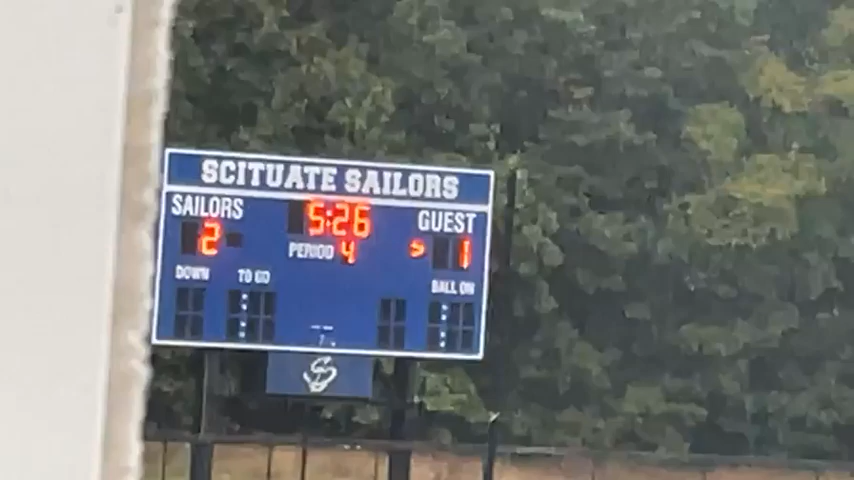 SCITUATE SAILORS
SAILORS 5:26 GUEST
2 PERIOD 4 1
DOWN TO GO BALL ON